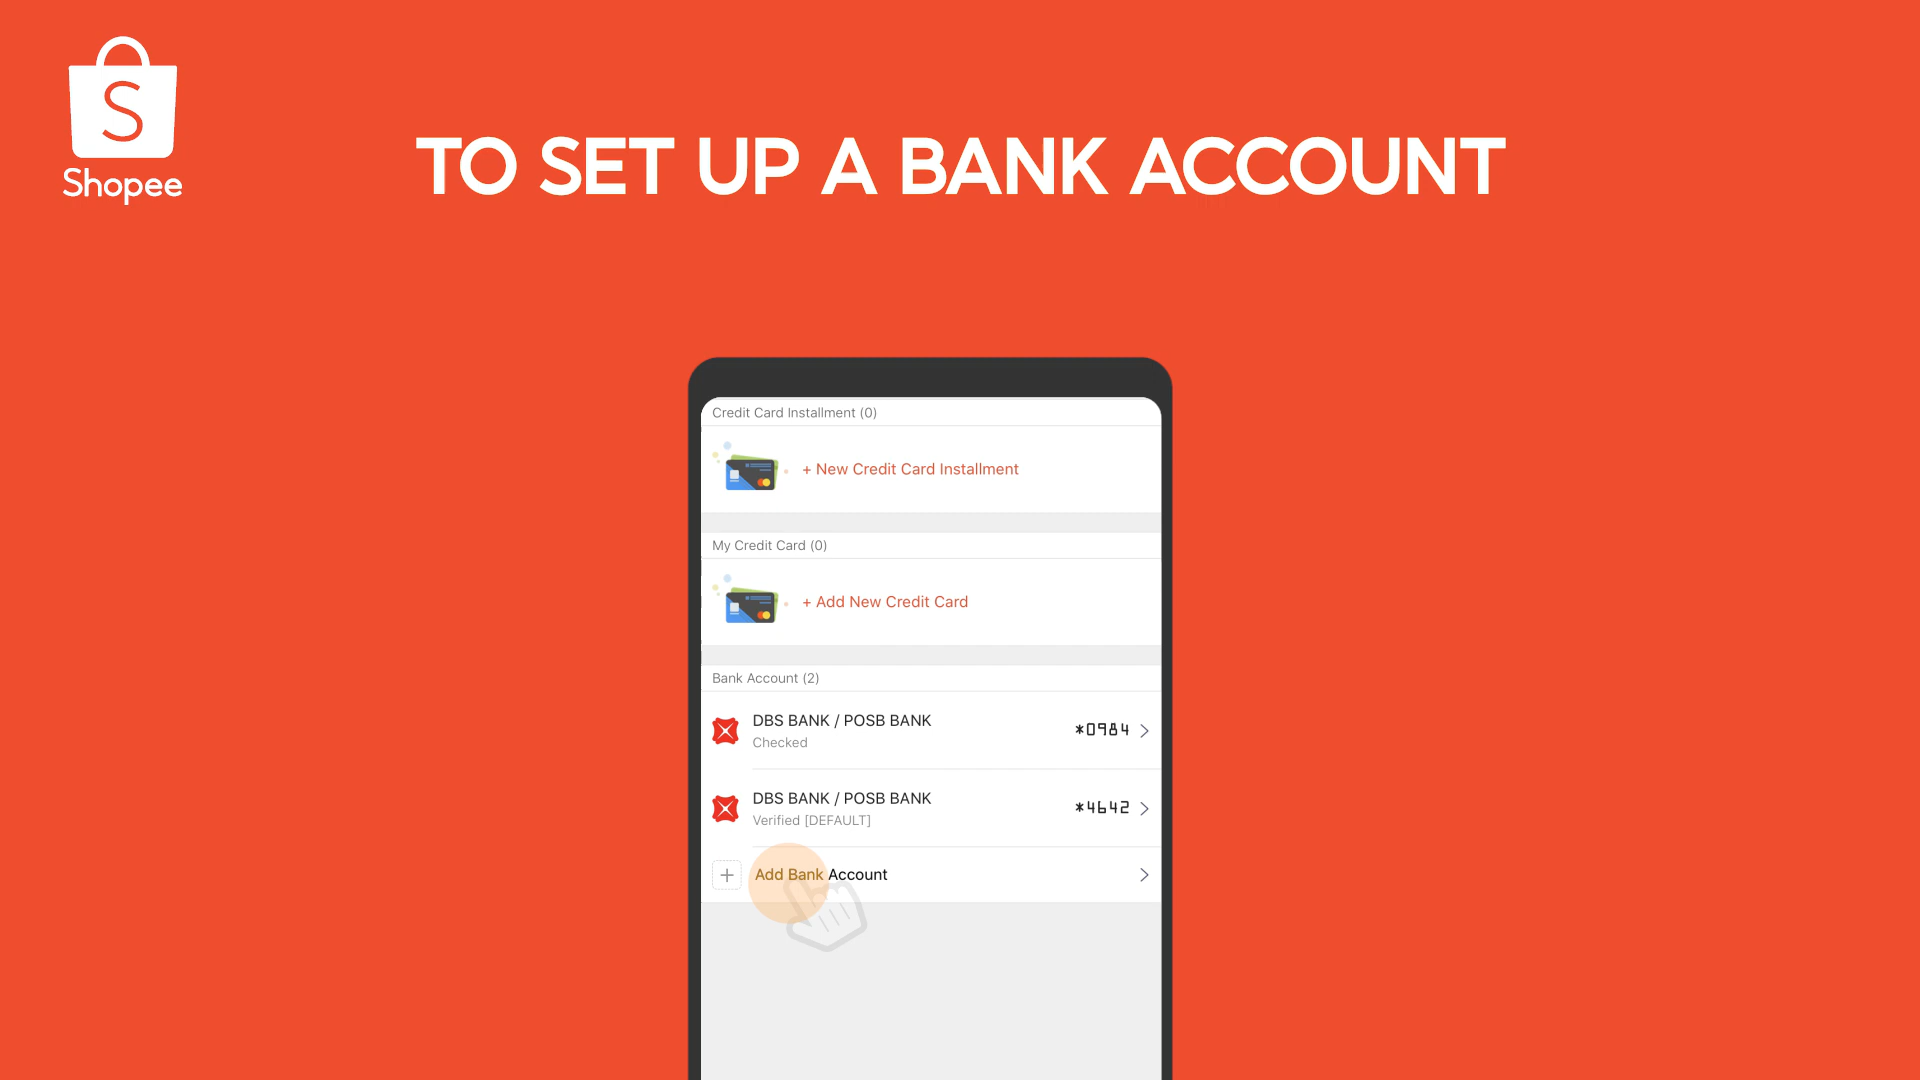 S
Shopee
TO SET UP A BANK ACCOUNT
Credit Card Installment (0)
+ New Credit Card Installment
My Credit Card (0)
+ Add New Credit Card
Bank Account (2)
DBS BANK / POSB BANK
Checked
*0984
DBS BANK / POSB BANK
Verified [DEFAULT]
*4642
Add Bank Account